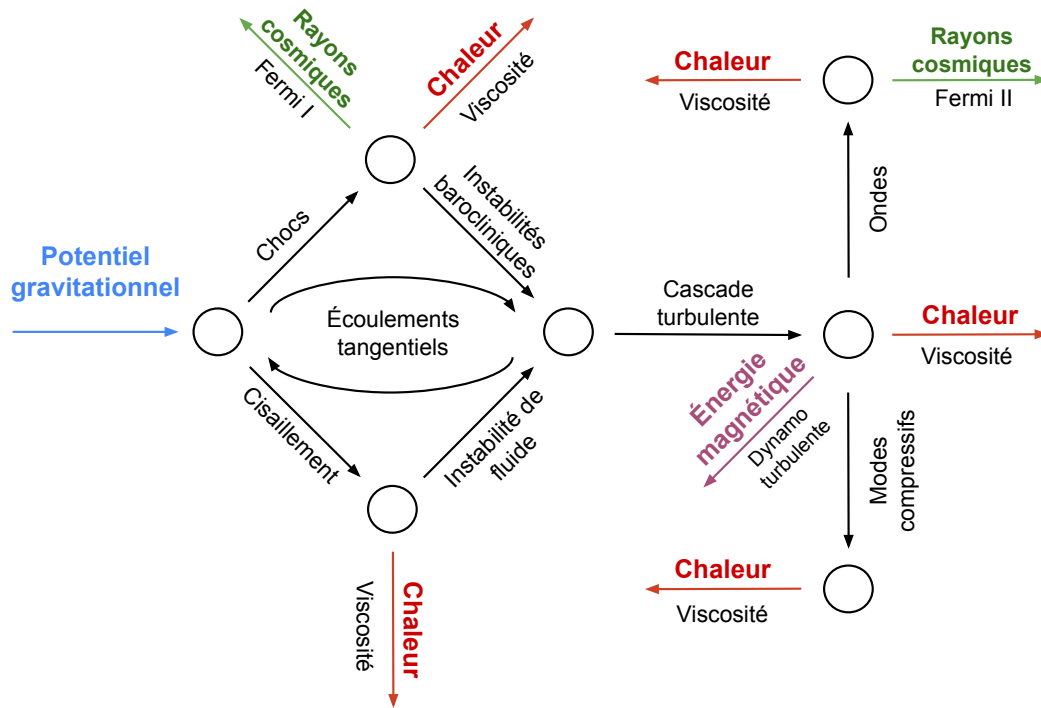 Rayons
cosmiques
Fermi I
Chaleur
Viscosité
Chaleur
Viscosité
Rayons
cosmiques
Fermi II
Instabilités
barocliniques
Chocs
Ondes
Potentiel
gravitationnel
Écoulements
tangentiels
Cascade
turbulente
Chaleur
Viscosité
Énergie
magnétique
Dynamo
turbulente
Cisaillement
Instabilité de
fluide
Modes
compressifs
Chaleur
Viscosité
Chaleur
Viscosité